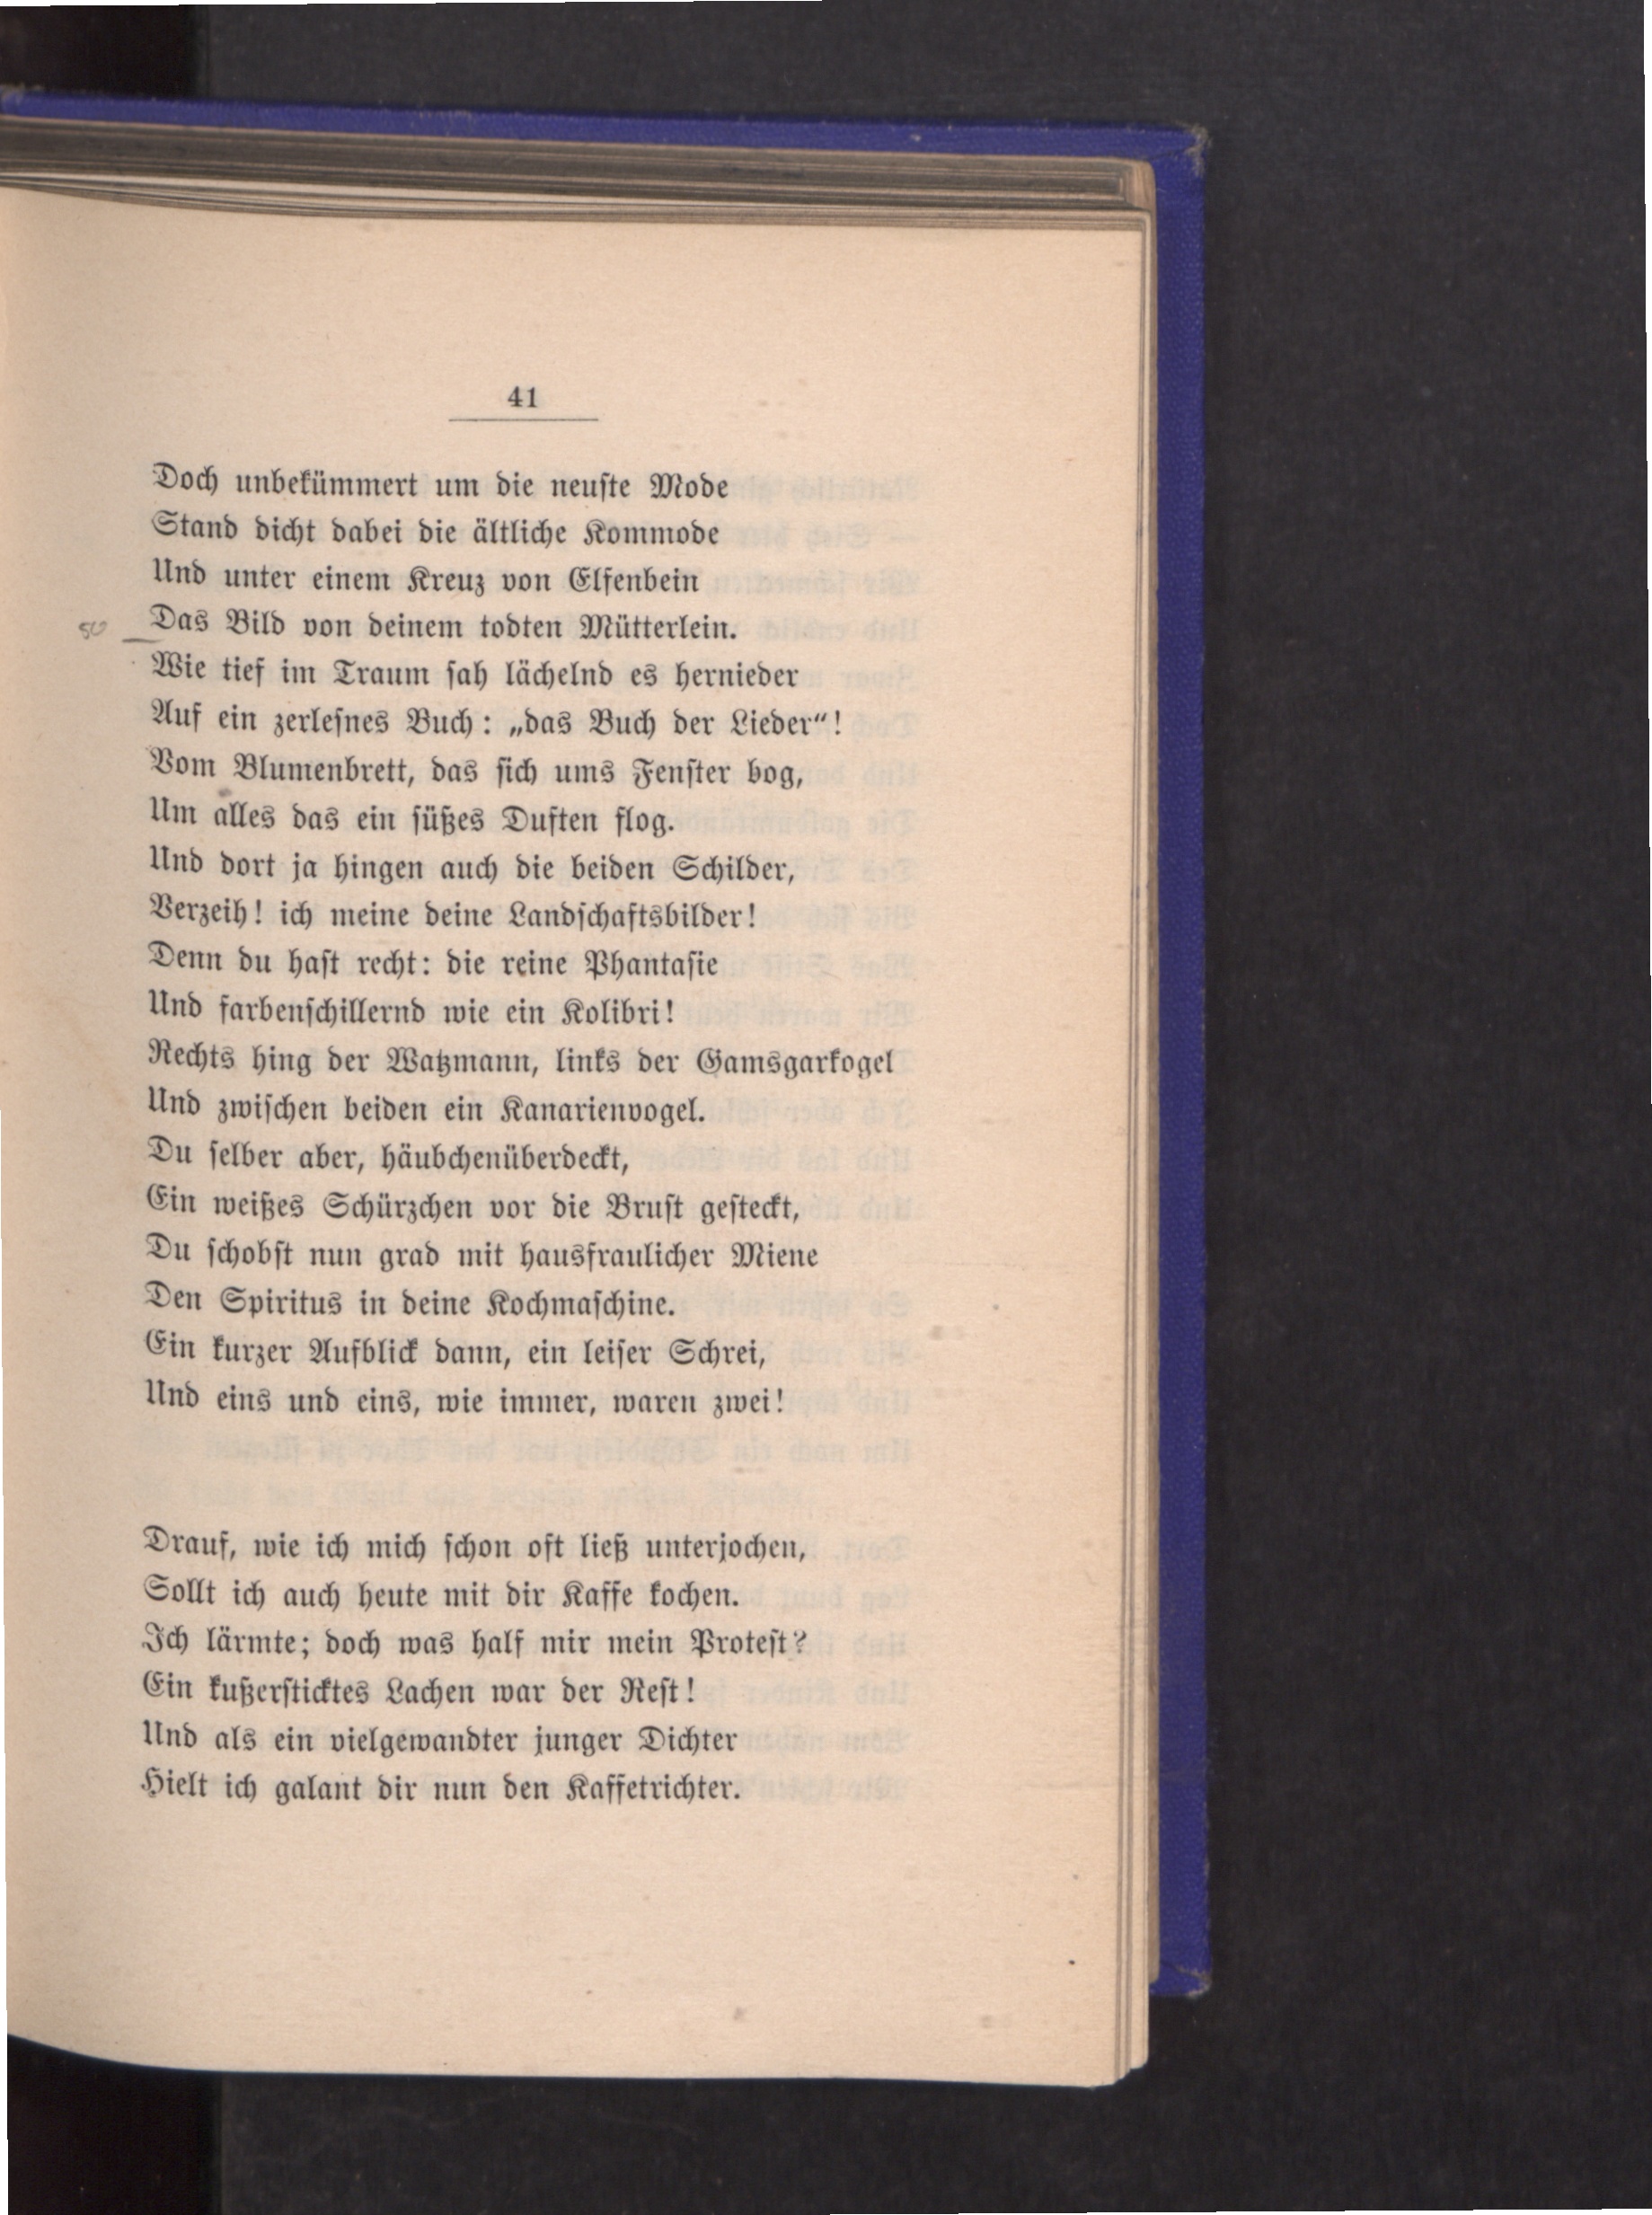 41
Doch unbekümmert um die neuſte Mode
Stand dicht dabei die ältliche Kommode
Und unter einem Kreuz von Elfenbein
50 Das Bild von deinem todten Mütterlein.
Wie tief im Traum ſah lächelnd es hernieder
Auf ein zerleſnes Buch: „das Buch der Lieder“!
Vom Blumenbrett, das ſich ums Fenſter bog,
Um alles das ein ſüßes Duften flog.
Und dort ja hingen auch die beiden Schilder,
Verzeih! ich meine deine Landſchaftsbilder!
Denn du haſt recht: die reine Phantaſie
Und farbenſchillernd wie ein Kolibri!
Rechts hing der Watzmann, links der Gamsgarkogel
Und zwiſchen beiden ein Kanarienvogel.
Du ſelber aber, häubchenüberdeckt,
Ein weißes Schürzchen vor die Bruſt geſteckt,
Du ſchobſt nun grad mit hausfraulicher Miene
Den Spiritus in deine Kochmaſchine.
Ein kurzer Aufblick dann, ein leiſer Schrei,
Und eins und eins, wie immer, waren zwei!
Drauf, wie ich mich ſchon oft ließ unterjochen,
Sollt ich auch heute mit dir Kaffe kochen.
Ich lärmte; doch was half mir mein Proteſt?
Ein kußerſticktes Lachen war der Reſt!
Und als ein vielgewandter junger Dichter
Hielt ich galant dir nun den Kaffetrichter.